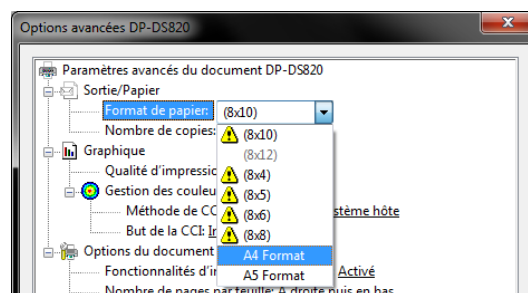 Options avancées DP-DS820
Paramètres avancés du document DP-DS820
Sortie/Papier
Format de papier: (8x10)
Nombre de copies:
(8x10)
(8x12)
(8x4)
(8x5)
(8x6)
(8x8)
A4 Format
A5 Format
Graphique
Qualité d'impressio
Gestion des couleu
Méthode de CC stème hôte
But de la CCI: I
Options du document
Fonctionnalités d'i Activé
Nombre de pages par feuille: A droite puis en bas